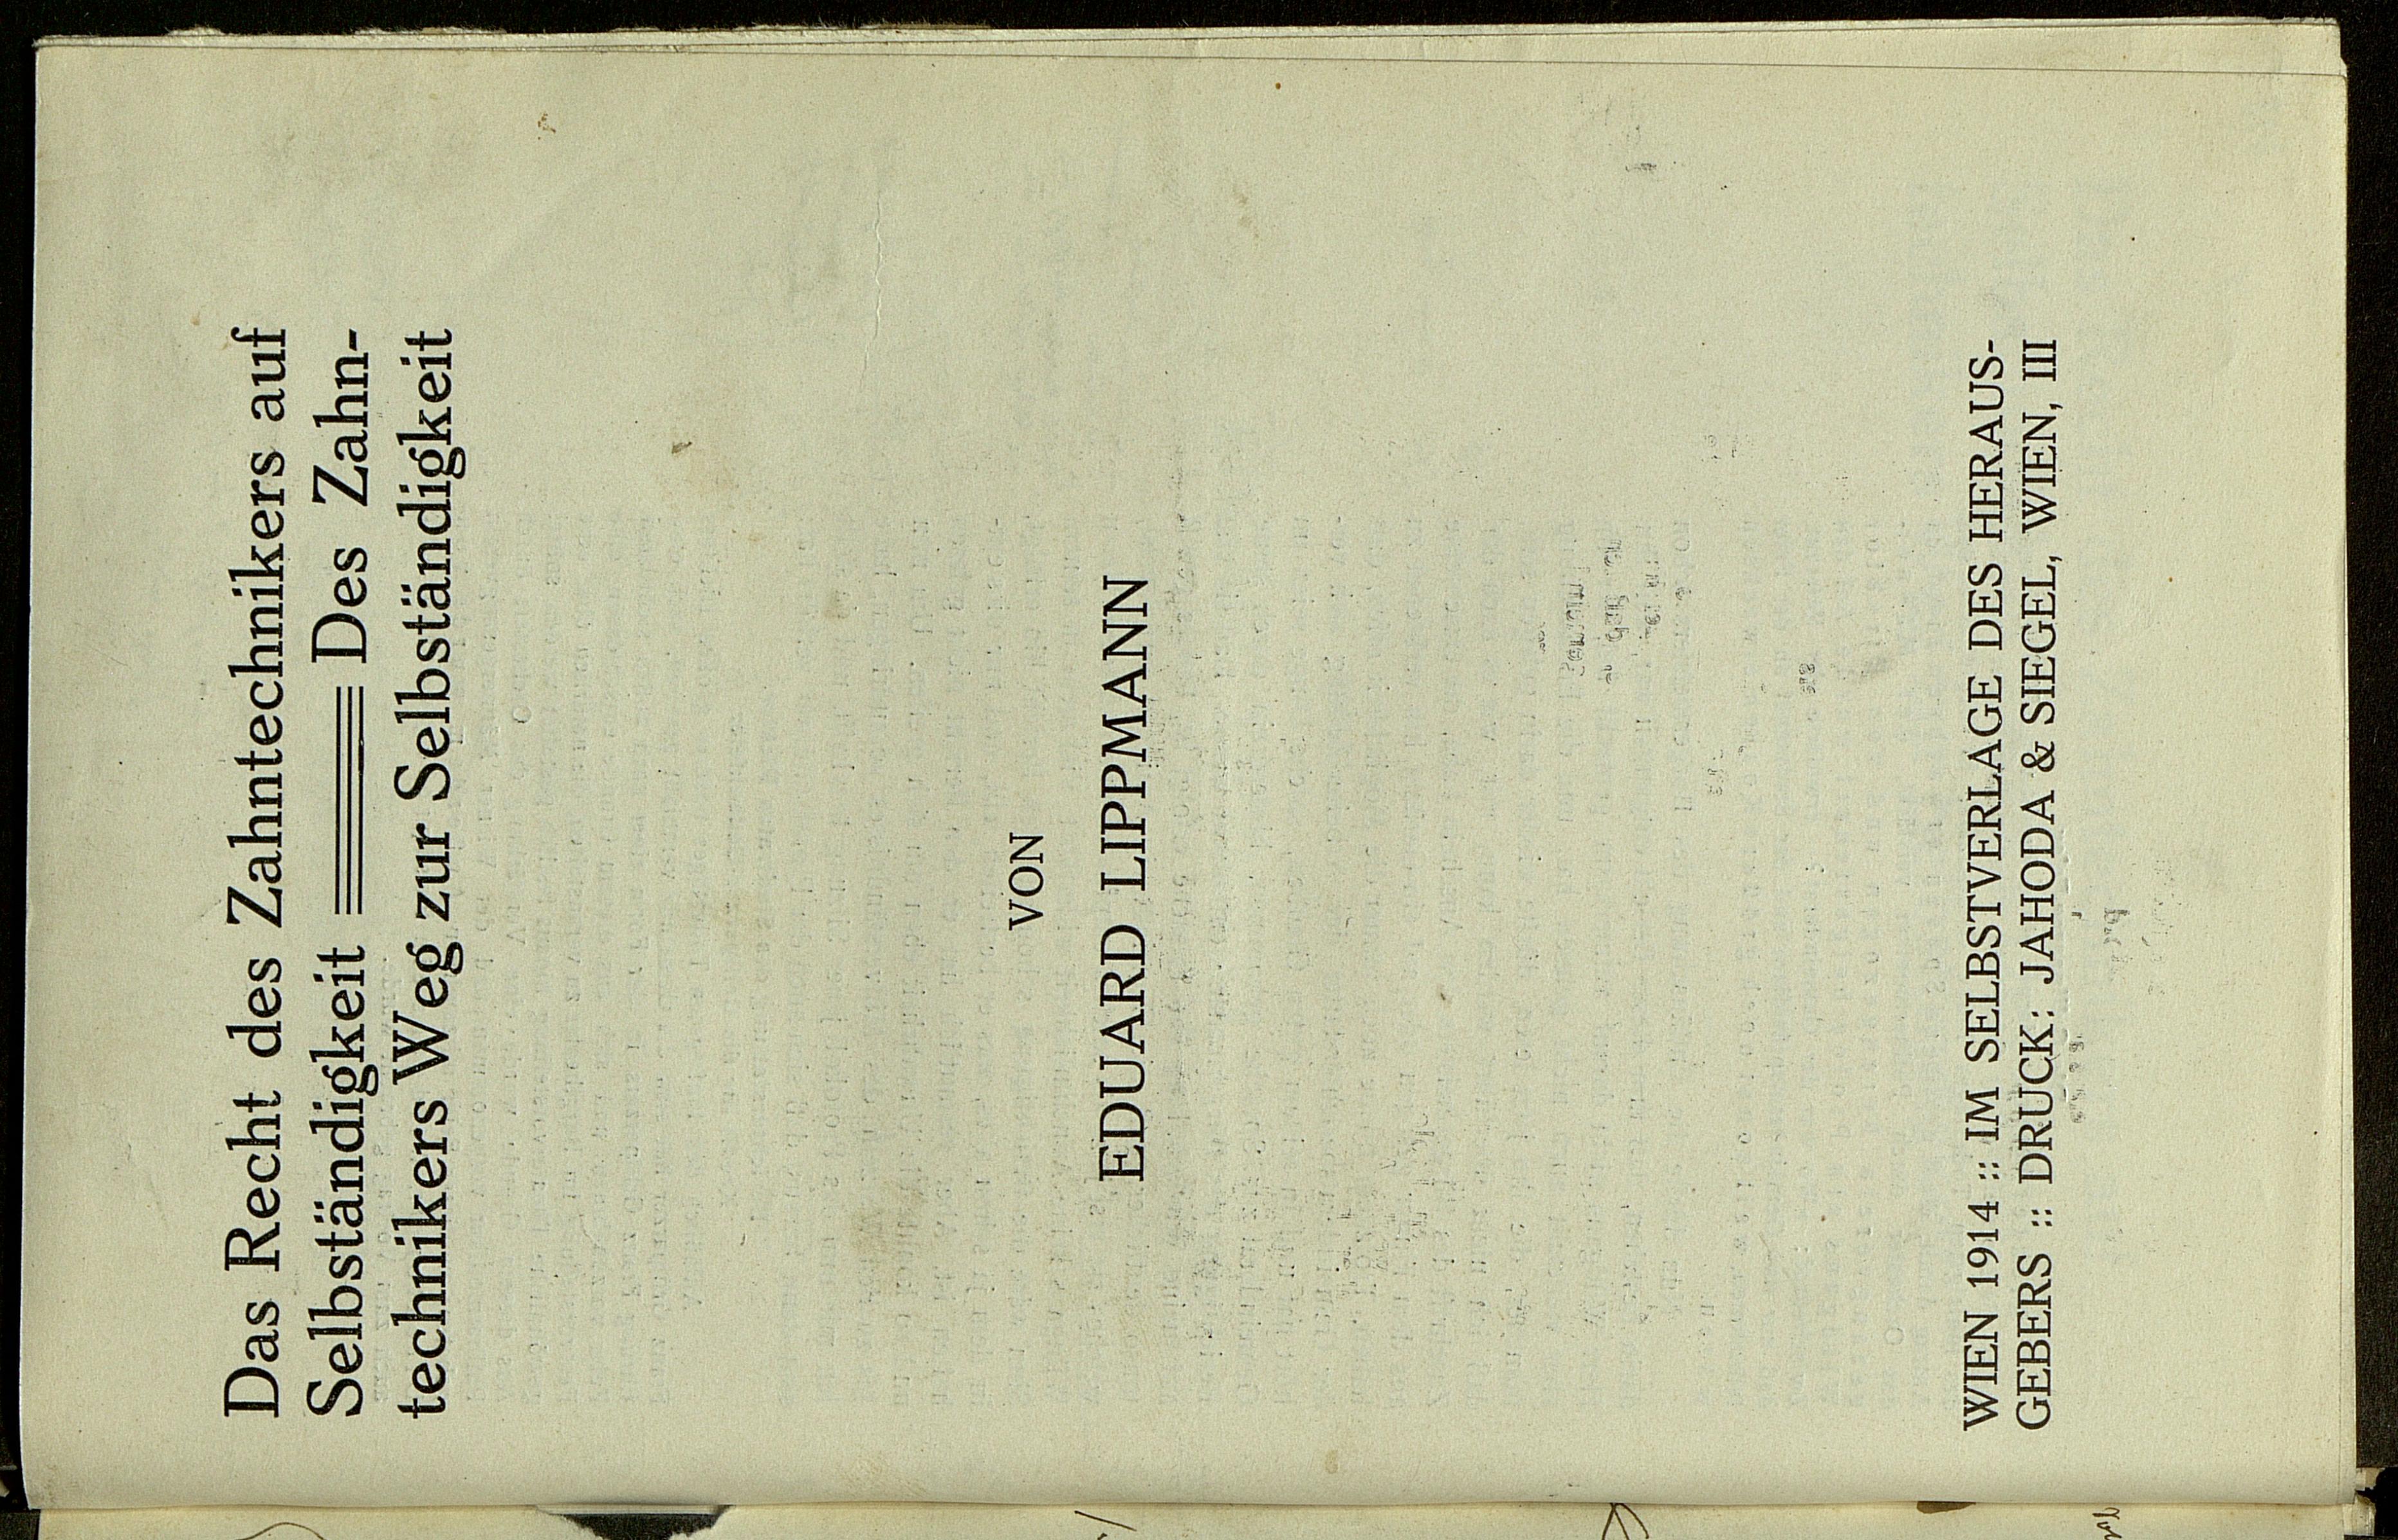 Das Recht des Zahntechnikers auf
Selbständigkeit Des Zahn-
technikers Weg zur Selbständigkeit
VON
EDUARD LIPPMANN
WIEN 1914 :: IM SELBSTVERLAGE DES HERAUS-
GEBERS :: DRUCK: JAHODA & SIEGEL, WIEN, III